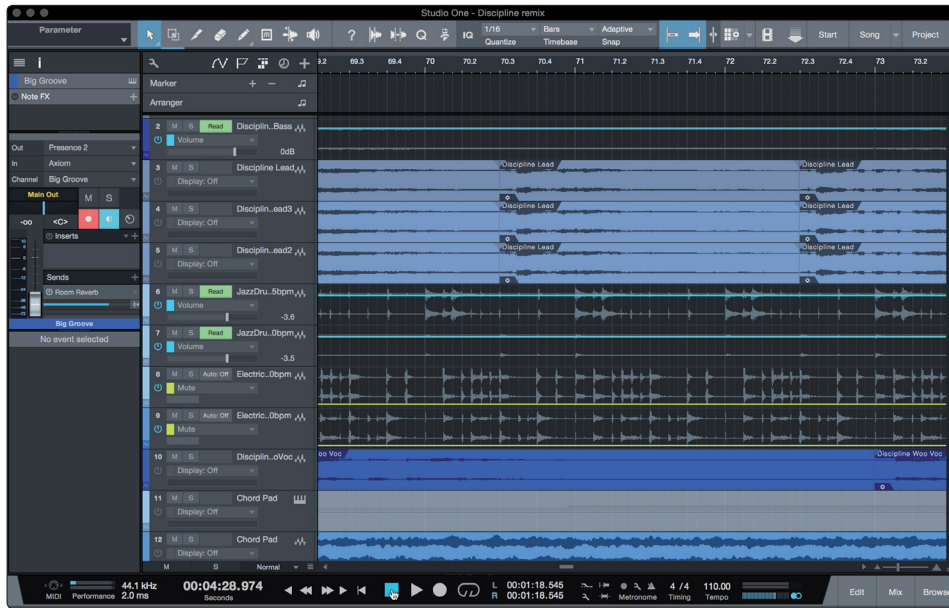 Studio One - Discipline remix
Parameter
? Q IQ 1/16 Bars Adaptive Start Song Project
Quantize Timebase Snap
i
9.2 69.3 69.4 70 70.2 70.3 70.4 71 71.2 71.3 71.4 72 72.2 72.3 72.4 73 73.2
Big Groove
Note FX +
Marker + −
Arranger
Out Presence 2
In Axiom
Channel Big Groove
Main Out M S
-oo <C>
Inserts
Sends
Room Reverb
Big Groove
No event selected
2 M S Read Disciplin..Bass
Volume
0dB
3 M S Discipline Lead
Display: Off
Discipline Lead Discipline Lead
4 M S Disciplin..ead3
Display: Off
Discipline Lead Discipline Lead
5 M S Disciplin..ead2
Display: Off
Discipline Lead Discipline Lead
6 M S Read JazzDru..5bpm
Volume
-3.6
7 M S Read JazzDru..0bpm
Volume
-3.5
8 M S Auto: Off Electric..0bpm
Mute
9 M S Auto: Off Electric..0bpm
Mute
10 M S Disciplin..oVoc
Display: Off
oo Voc Discipline Woo Voc
11 M S Chord Pad
Display: Off
12 M S Chord Pad
Display: Off
M S Normal
44.1 kHz 00:04:28.974 L 00:01:18.545 4 / 4 110.00
MIDI Performance 2.0 ms Seconds R 00:01:18.545 Metronome Timing Tempo Edit Mix Brows